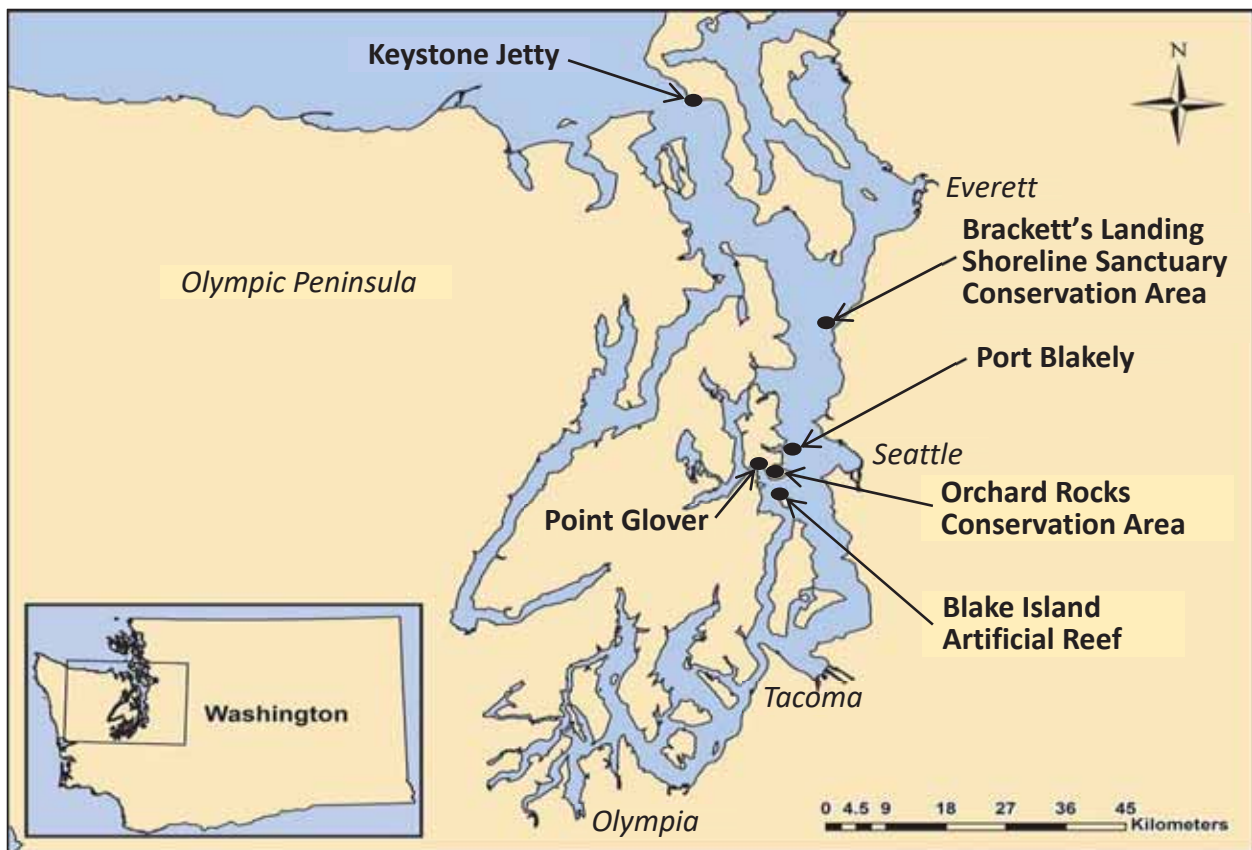 Keystone Jetty
N
Everett
Brackett’s Landing
Shoreline Sanctuary
Conservation Area
Olympic Peninsula
Port Blakely
Seattle
Orchard Rocks
Conservation Area
Point Glover
Blake Island
Artificial Reef
Washington
Tacoma
Olympia
0 4.5 9 18 27 36 45
Kilometers